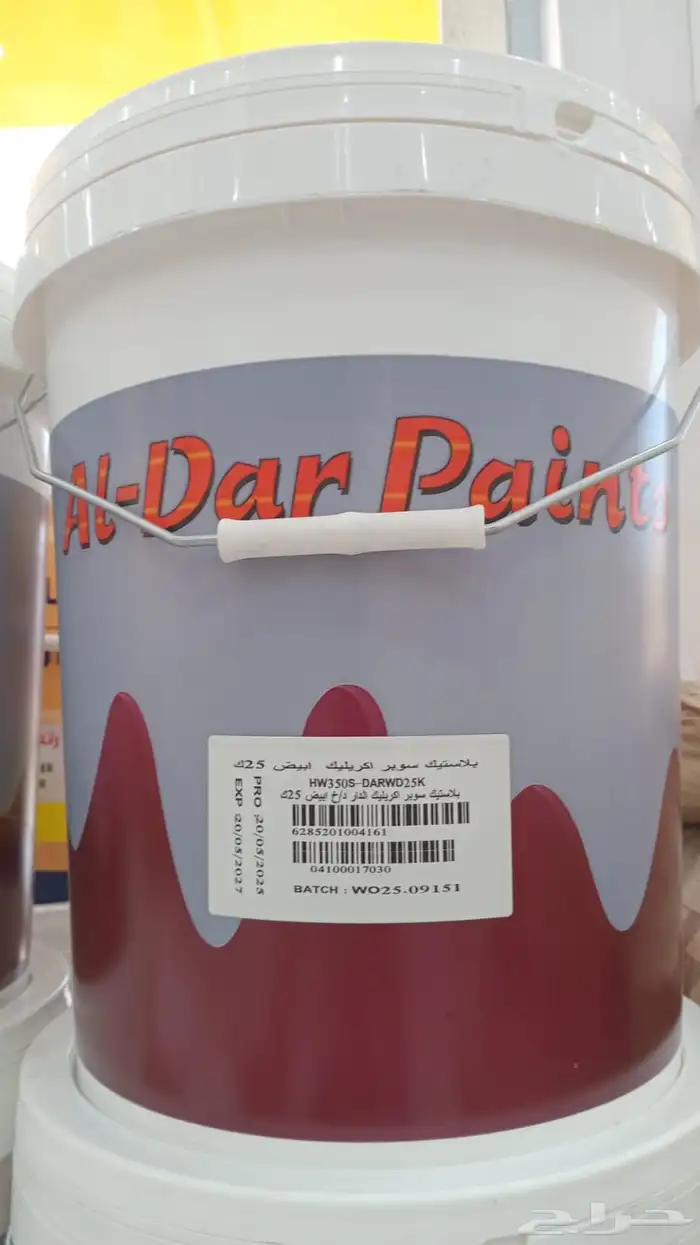 Al-Dar Paints
بلاستيك سوبر اكريليك ابيض 25ك
HW350S-DARWD25K
بلاستيك سوبر اكريليك الدار د/خ ابيض 25ك
6285201004161
04100017030
BATCH : WO25.09151
PRO 20/05/2025
EXP 20/05/2027
حراج